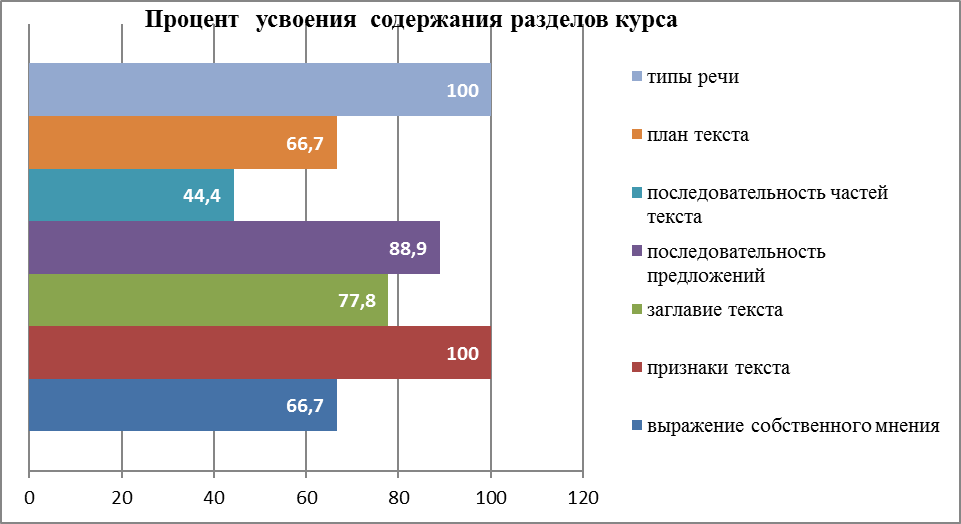 Процент усвоения содержания разделов курса
100
66,7
44,4
88,9
77,8
100
66,7
0 20 40 60 80 100 120
типы речи
план текста
последовательность частей
текста
последовательность
предложений
заглавие текста
признаки текста
выражение собственного мнения